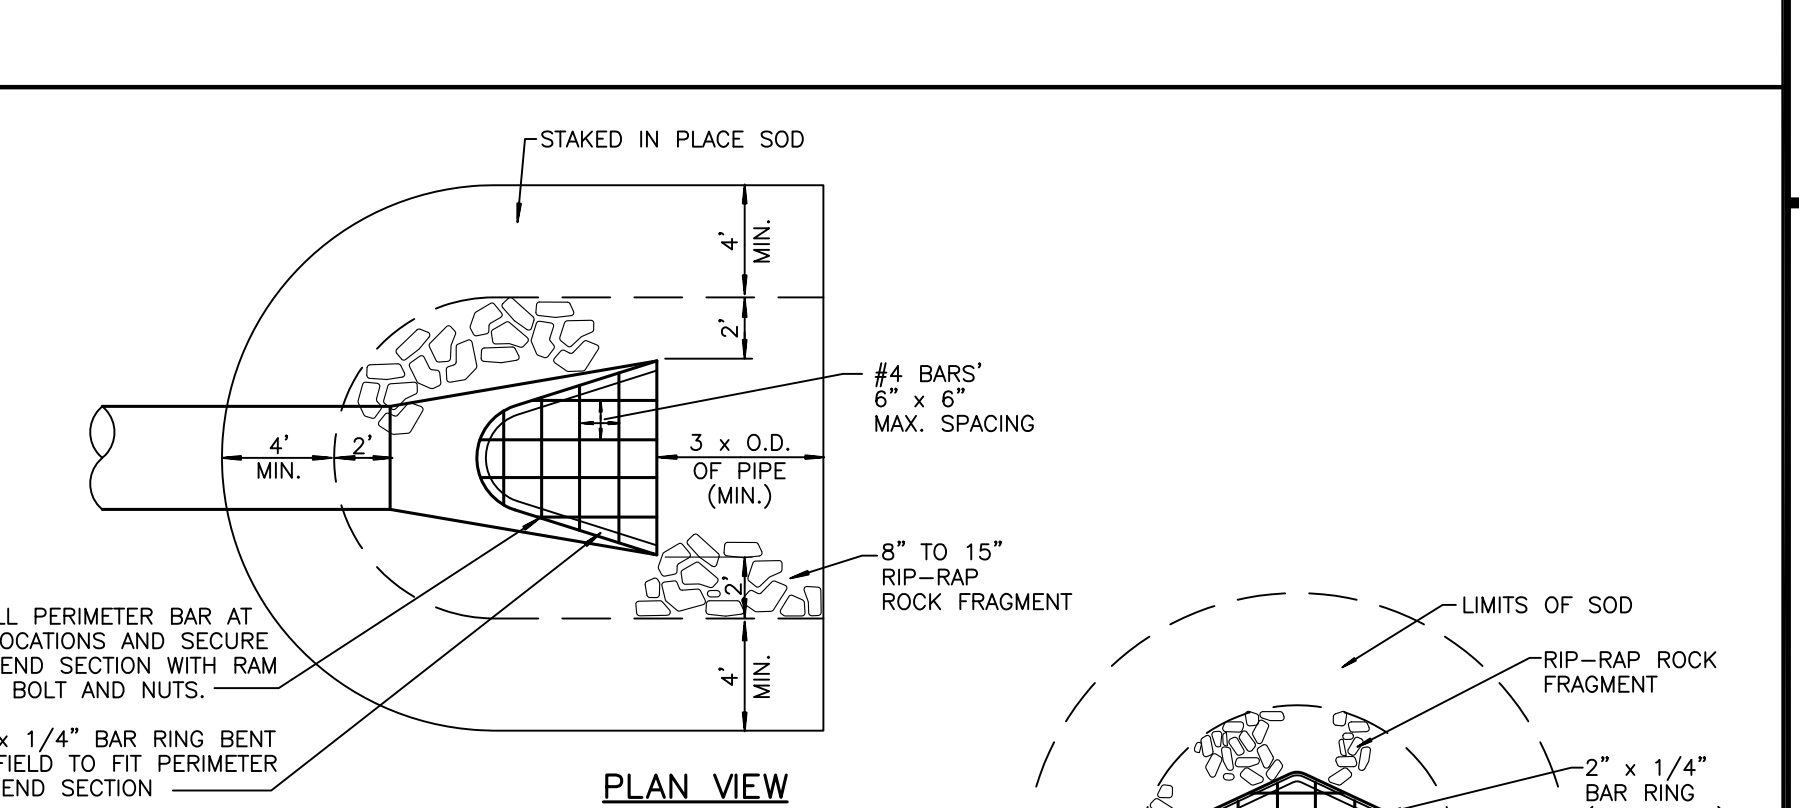 STAKED IN PLACE SOD
4'
MIN.
2'
#4 BARS'
6" x 6"
MAX. SPACING
4'
MIN.
2'
3 x O.D.
OF PIPE
(MIN.)
8" TO 15"
RIP-RAP
ROCK FRAGMENT
2'
4'
MIN.
PERIMETER BAR AT
AND SECURE
END SECTION WITH RAM
BOLT AND NUTS.
x 1/4" BAR RING BENT
FIELD TO FIT PERIMETER
END SECTION
PLAN VIEW
LIMITS OF SOD
RIP-RAP ROCK
FRAGMENT
2" x 1/4"
BAR RING